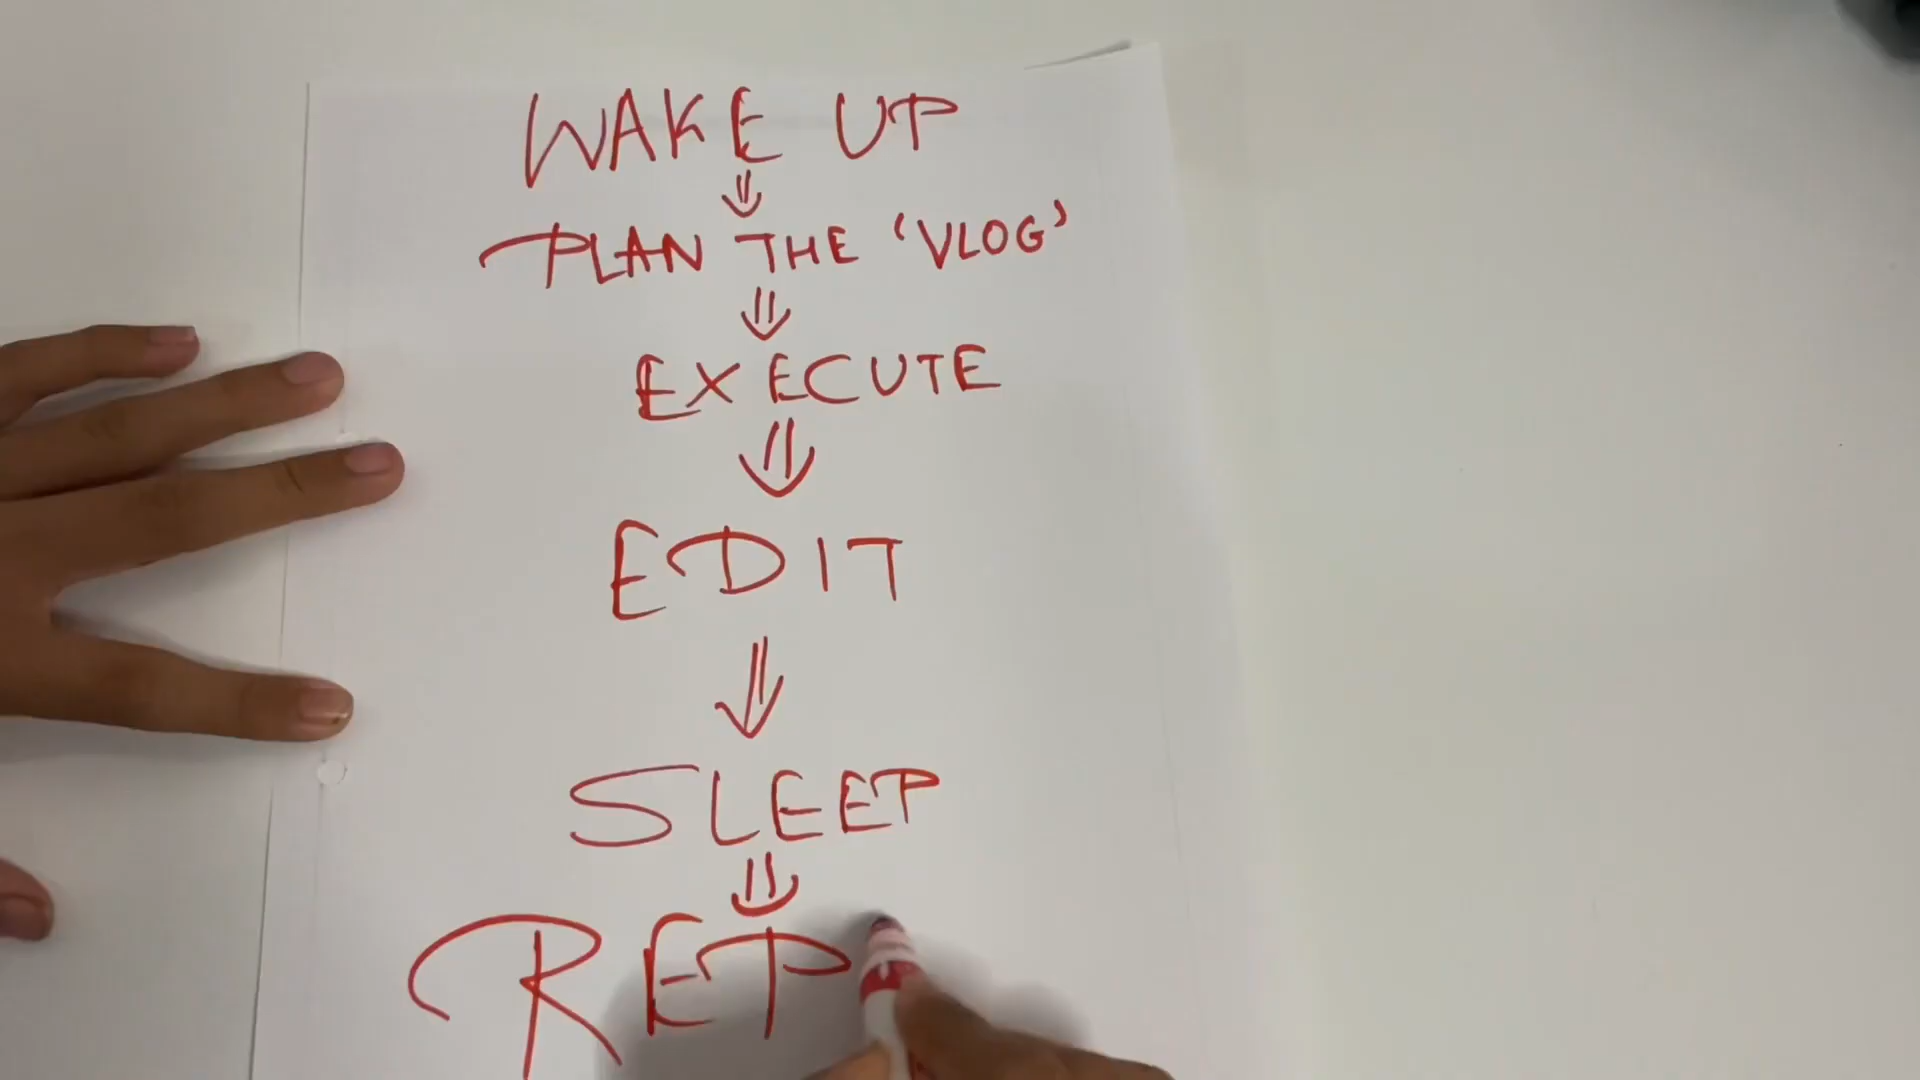 WAKE UP
PLAN THE 'VLOG'
EXECUTE
EDIT
SLEEP
REP